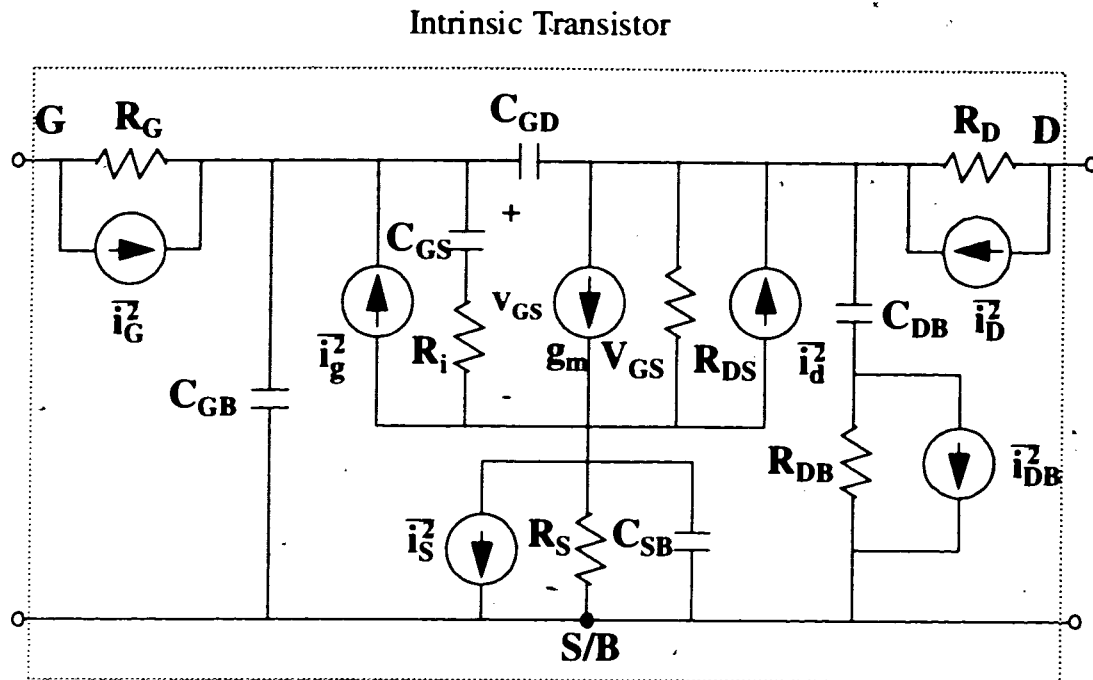 Intrinsic Transistor
G
R_G
C_GD
R_D
D
+
C_GS
v_GS
R_i
g_m V_GS
R_DS
C_DB
i_G^2
i_g^2
i_d^2
i_D^2
C_GB
R_DB
i_DB^2
i_S^2
R_S
C_SB
S/B